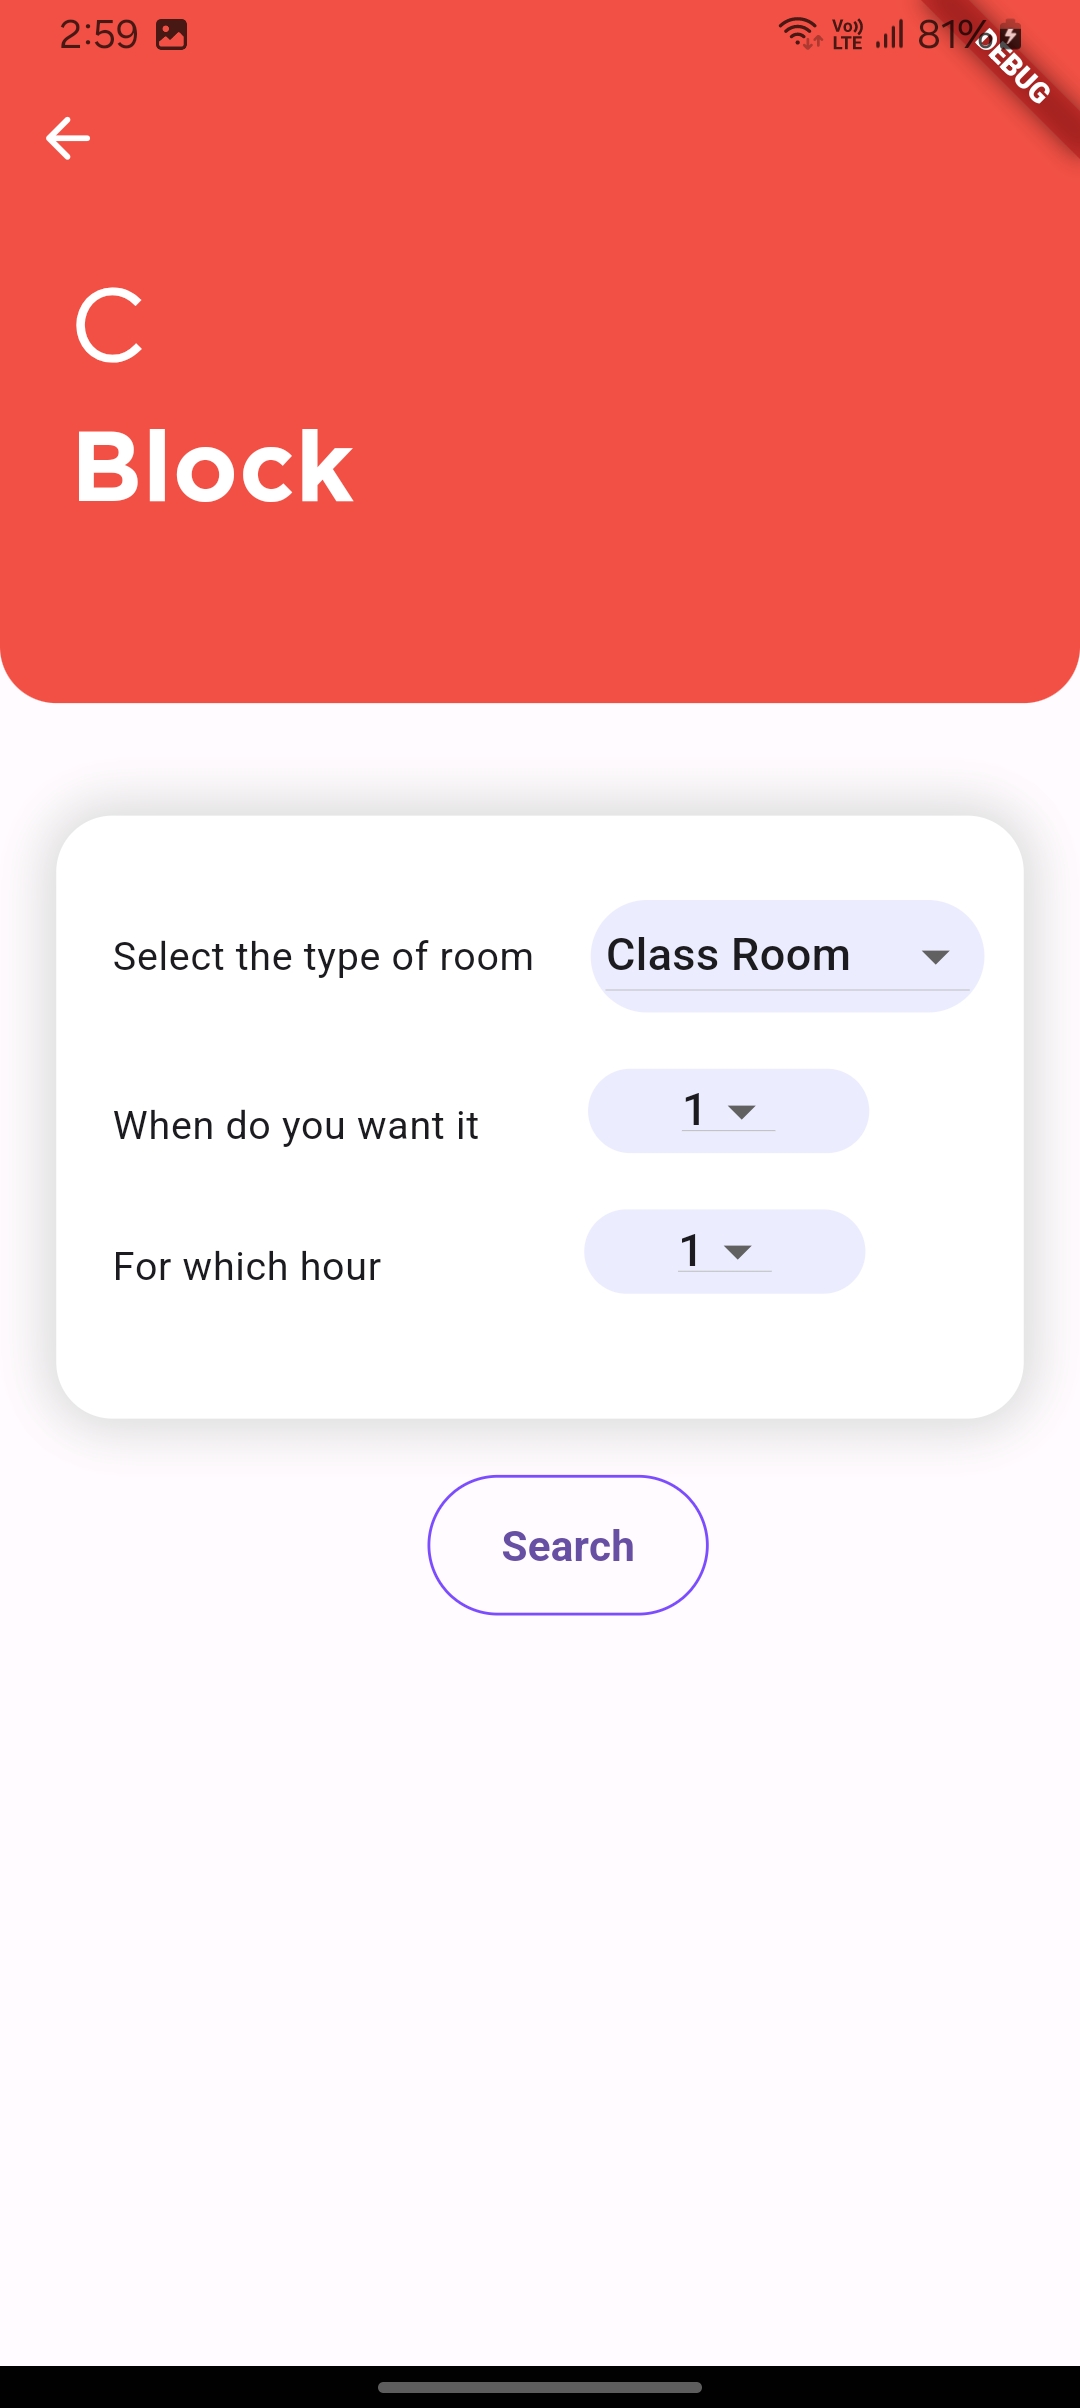 2:59 Vo)) LTE 81%
DEBUG
C
Block
Select the type of room Class Room
When do you want it 1
For which hour 1
Search